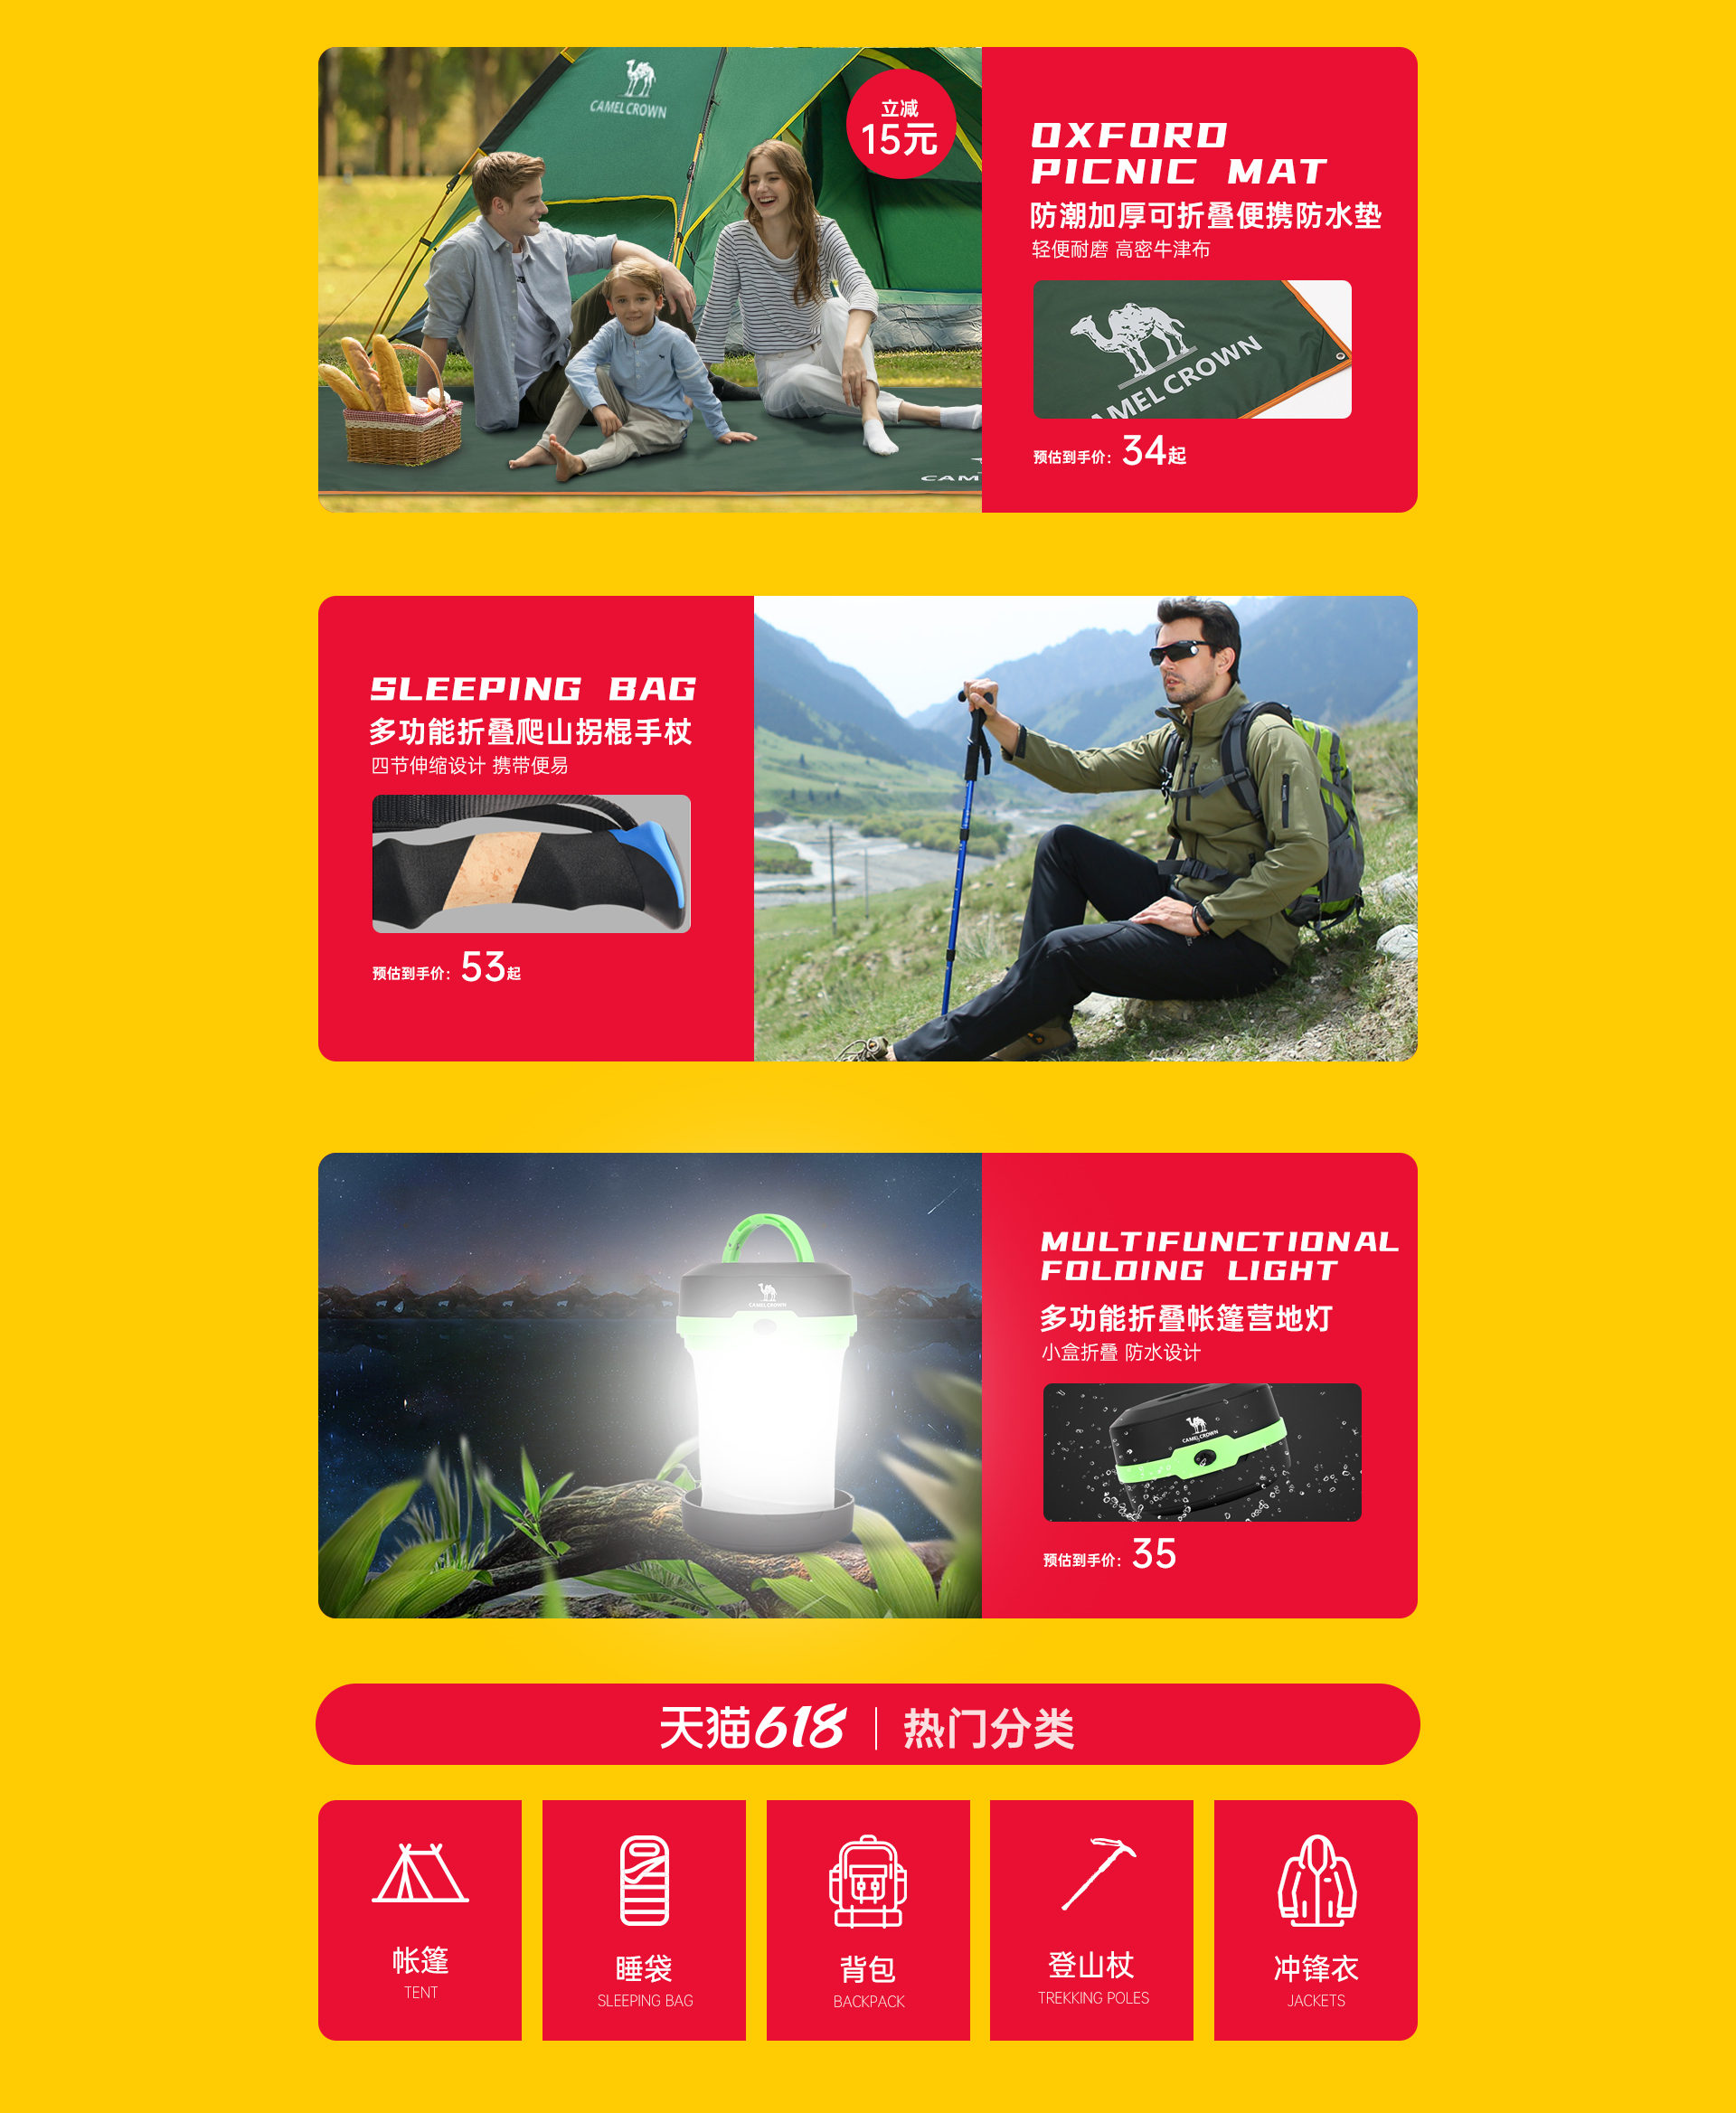 CAMEL CROWN
立减
15元
OXFORD
PICNIC MAT
防潮加厚可折叠便携防水垫
轻便耐磨 高密牛津布
AMEL CROWN
预估到手价：34起
CAM
SLEEPING BAG
多功能折叠爬山拐棍手杖
四节伸缩设计 携带便易
预估到手价：53起
CAMEL CROWN
MULTIFUNCTIONAL
FOLDING LIGHT
多功能折叠帐篷营地灯
小盒折叠 防水设计
CAMEL CROWN
预估到手价：35
天猫618 | 热门分类
帐篷
TENT
睡袋
SLEEPING BAG
背包
BACKPACK
登山杖
TREKKING POLES
冲锋衣
JACKETS